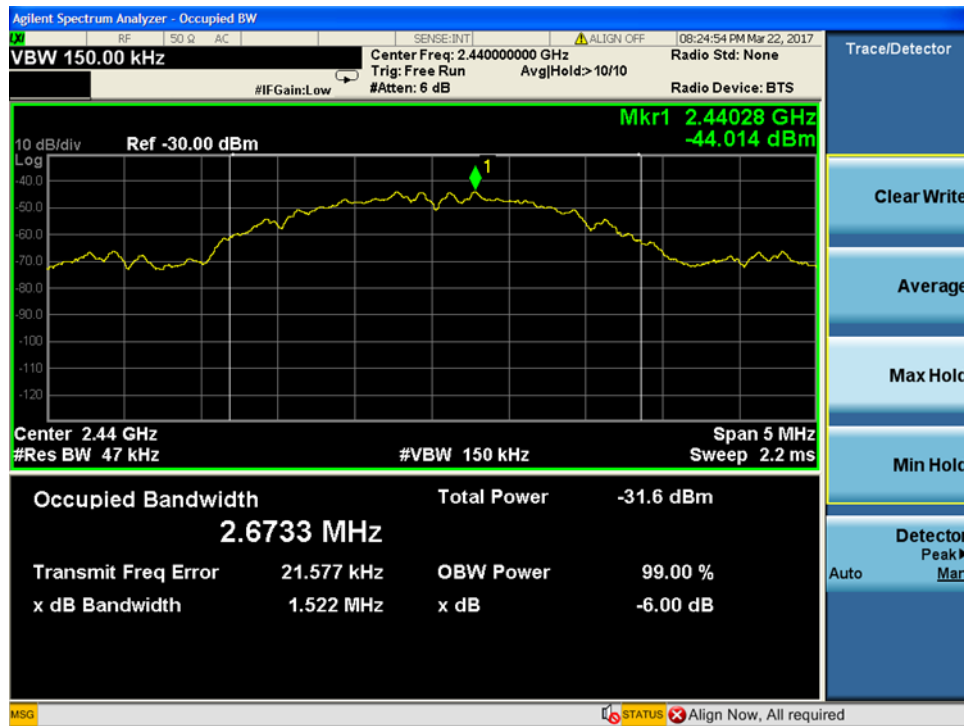 Agilent Spectrum Analyzer - Occupied BW
LXI RF 50 Ω AC SENSE:INT ALIGN OFF 08:24:54 PM Mar 22, 2017
VBW 150.00 kHz
Center Freq: 2.440000000 GHz Radio Std: None
Trig: Free Run Avg|Hold:> 10/10
#IFGain:Low #Atten: 6 dB Radio Device: BTS
Trace/Detector
Mkr1 2.44028 GHz
-44.014 dBm
10 dB/div Ref -30.00 dBm
Log
1
-40.0
-50.0
-60.0
-70.0
-80.0
-90.0
-100
-110
-120
Center 2.44 GHz Span 5 MHz
#Res BW 47 kHz #VBW 150 kHz Sweep 2.2 ms
Occupied Bandwidth Total Power -31.6 dBm
2.6733 MHz
Transmit Freq Error 21.577 kHz OBW Power 99.00 %
x dB Bandwidth 1.522 MHz x dB -6.00 dB
Clear Write
Average
Max Hold
Min Hold
Detector
Peak
Auto Man
MSG STATUS Align Now, All required